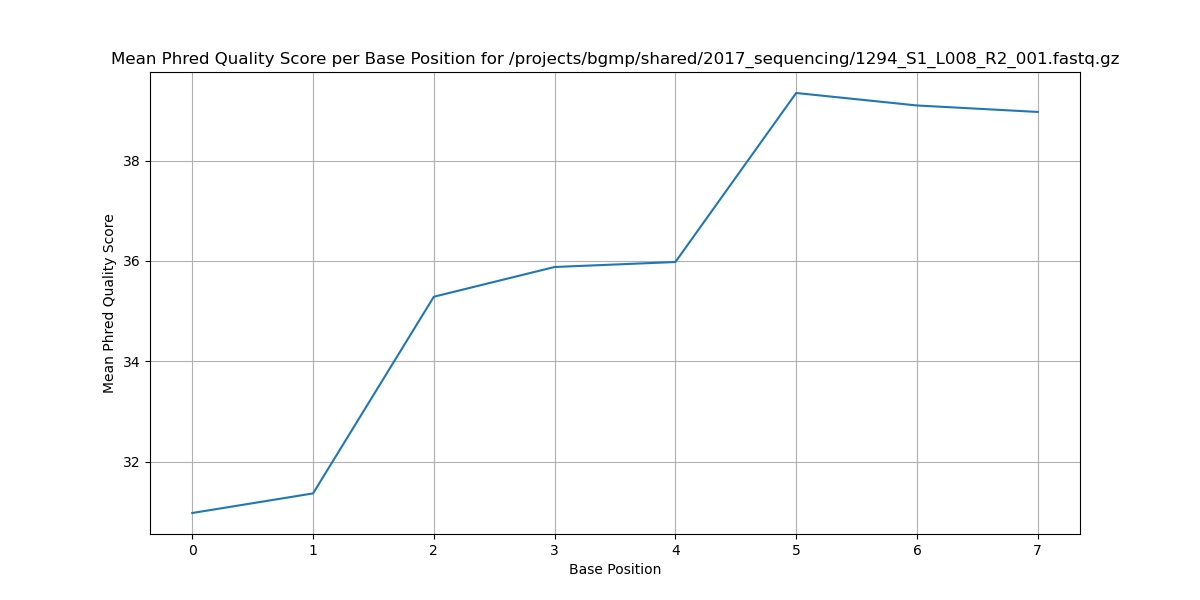 Mean Phred Quality Score per Base Position for /projects/bgmp/shared/2017_sequencing/1294_S1_L008_R2_001.fastq.gz
Mean Phred Quality Score
38
36
34
32
0 1 2 3 4 5 6 7
Base Position